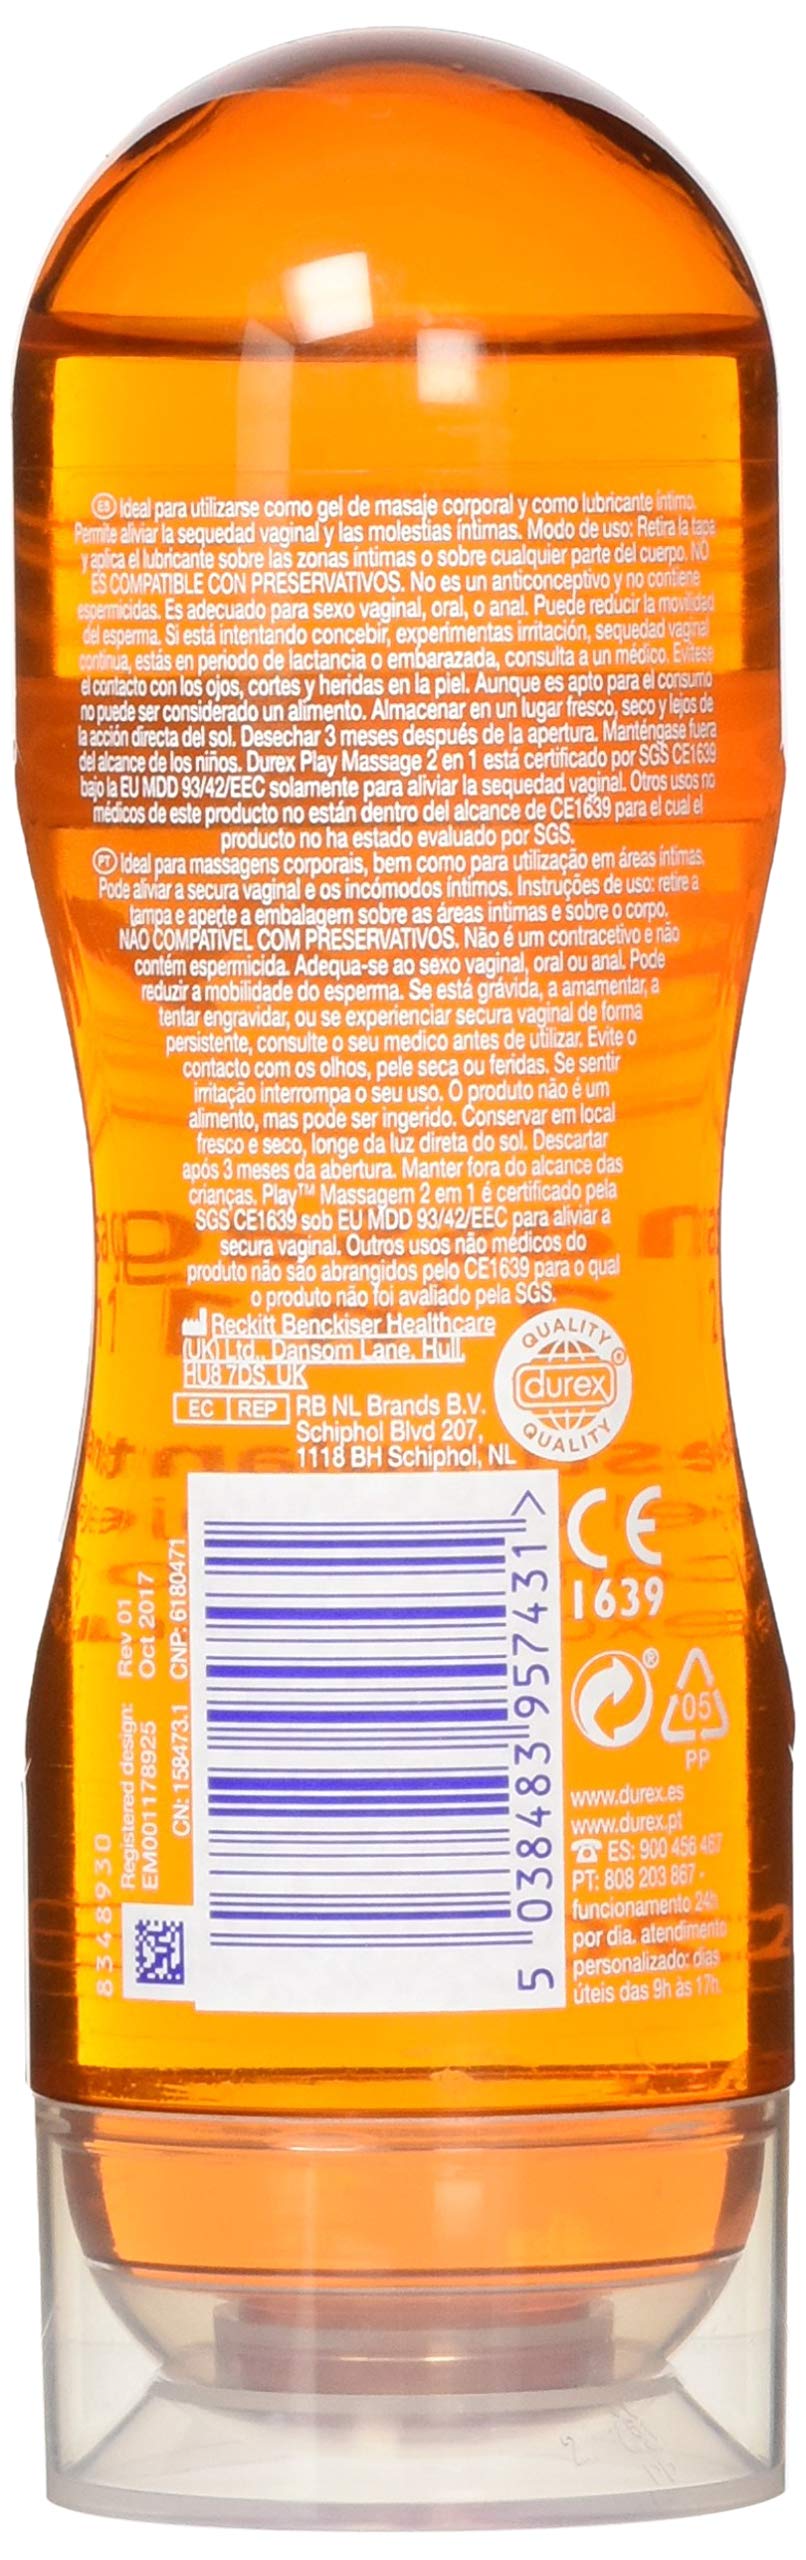 ES Ideal para utilizarse como gel de masaje corporal y como lubricante íntimo.
Permite aliviar la sequedad vaginal y las molestias íntimas. Modo de uso: Retira la tapa
y aplica el lubricante sobre las zonas íntimas o sobre cualquier parte del cuerpo. NO
ES COMPATIBLE CON PRESERVATIVOS. No es un anticonceptivo y no contiene
espermicidas. Es adecuado para sexo vaginal, oral, o anal. Puede reducir la movilidad
del esperma. Si está intentando concebir, experimentas irritación, sequedad vaginal
continua, estás en periodo de lactancia o embarazada, consulta a un médico. Evítese
el contacto con los ojos, cortes y heridas en la piel. Aunque es apto para el consumo
no puede ser considerado un alimento. Almacenar en un lugar fresco, seco y lejos de
la acción directa del sol. Desechar 3 meses después de la apertura. Manténgase fuera
del alcance de los niños. Durex Play Massage 2 en 1 está certificado por SGS CE1639
bajo la EU MDD 93/42/EEC solamente para aliviar la sequedad vaginal. Otros usos no
médicos de este producto no están dentro del alcance de CE1639 para el cual el
producto no ha estado evaluado por SGS.
PT Ideal para massagens corporais, bem como para utilização em áreas íntimas.
Pode aliviar a secura vaginal e os incómodos íntimos. Instruções de uso: retire a
tampa e aperte a embalagem sobre as áreas intimas e sobre o corpo.
NÃO COMPATÍVEL COM PRESERVATIVOS. Não é um contracetivo e não
contém espermicida. Adequa-se ao sexo vaginal, oral ou anal. Pode
reduzir a mobilidade do esperma. Se está grávida, a amamentar, a
tentar engravidar, ou se experienciar secura vaginal de forma
persistente, consulte o seu medico antes de utilizar. Evite o
contacto com os olhos, pele seca ou feridas. Se sentir
irritação interrompa o seu uso. O produto não é um
alimento, mas pode ser ingerido. Conservar em local
fresco e seco, longe da luz direta do sol. Descartar
após 3 meses da abertura. Manter fora do alcance das
crianças. Play™ Massagem 2 em 1 é certificado pela
SGS CE1639 sob EU MDD 93/42/EEC para aliviar a
secura vaginal. Outros usos não médicos do
produto não são abrangidos pelo CE1639 para o qual
o produto não foi avaliado pela SGS.
Reckitt Benckiser Healthcare
(UK) Ltd., Dansom Lane, Hull,
HU8 7DS, UK
EC REP RB NL Brands B.V.
Schiphol Blvd 207,
1118 BH Schiphol, NL
QUALITY
durex®
QUALITY
CE
1639
5 038483 957431 >
8348930
Registered design: Rev 01
EM001178925 Oct 2017
CN: 158473.1 CNP: 6180471
05
PP
www.durex.es
www.durex.pt
ES: 900 456 467
PT: 808 203 867 -
funcionamento 24h
por dia. atendimento
personalizado: dias
úteis das 9h às 17h.